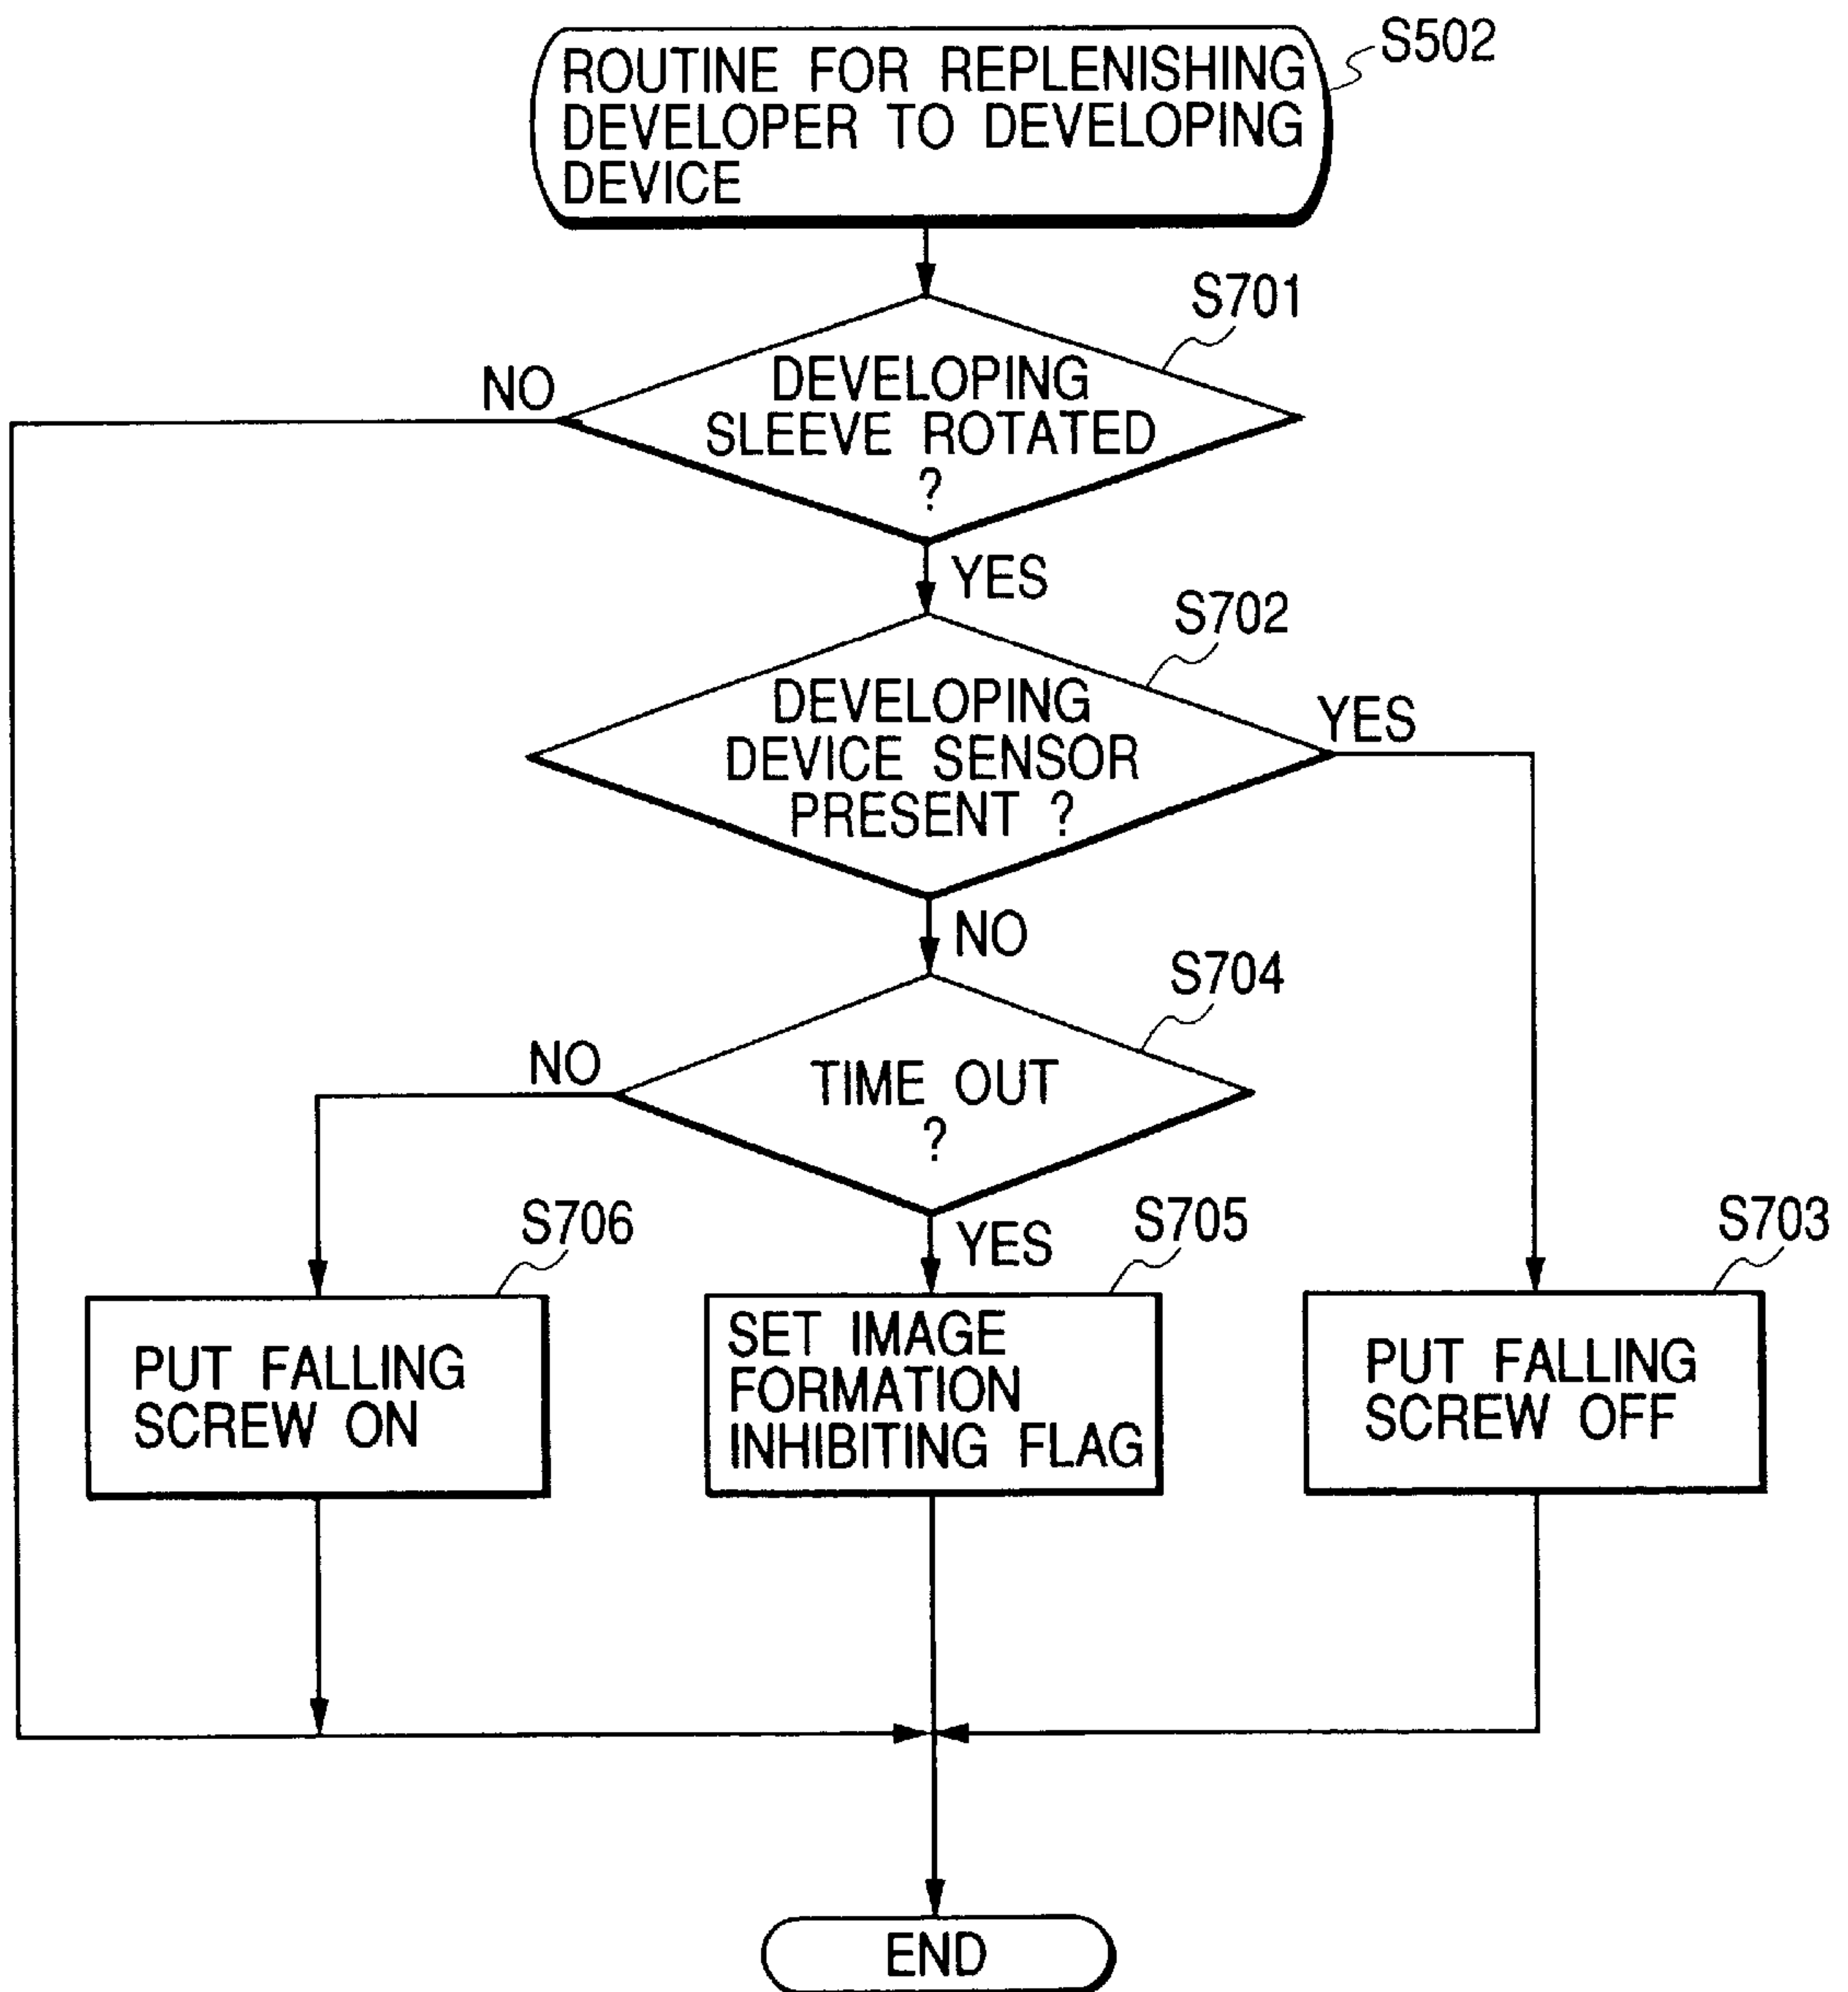 ROUTINE FOR REPLENISHING
DEVELOPER TO DEVELOPING
DEVICE
S502
S701
DEVELOPING
SLEEVE ROTATED
?
NO
YES
S702
DEVELOPING
DEVICE SENSOR
PRESENT ?
YES
NO
S704
TIME OUT
?
NO
YES
S706
PUT FALLING
SCREW ON
S705
SET IMAGE
FORMATION
INHIBITING FLAG
S703
PUT FALLING
SCREW OFF
END